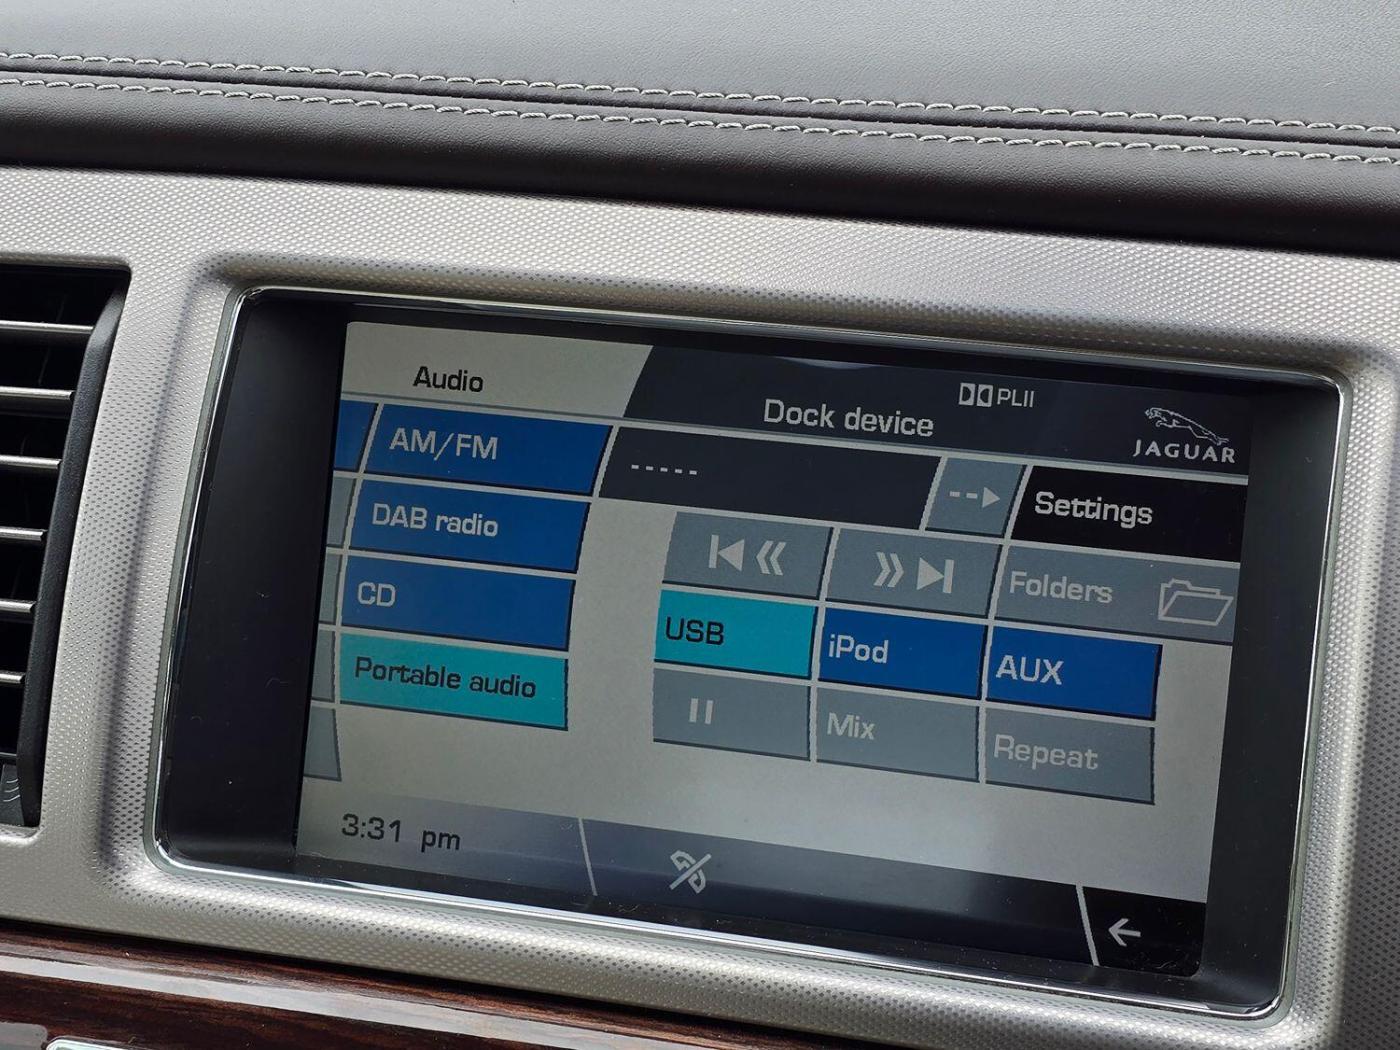 Audio
Dock device
PLII
JAGUAR
AM/FM
-----
Settings
DAB radio
Folders
CD
USB
iPod
AUX
Portable audio
Mix
Repeat
3:31 pm